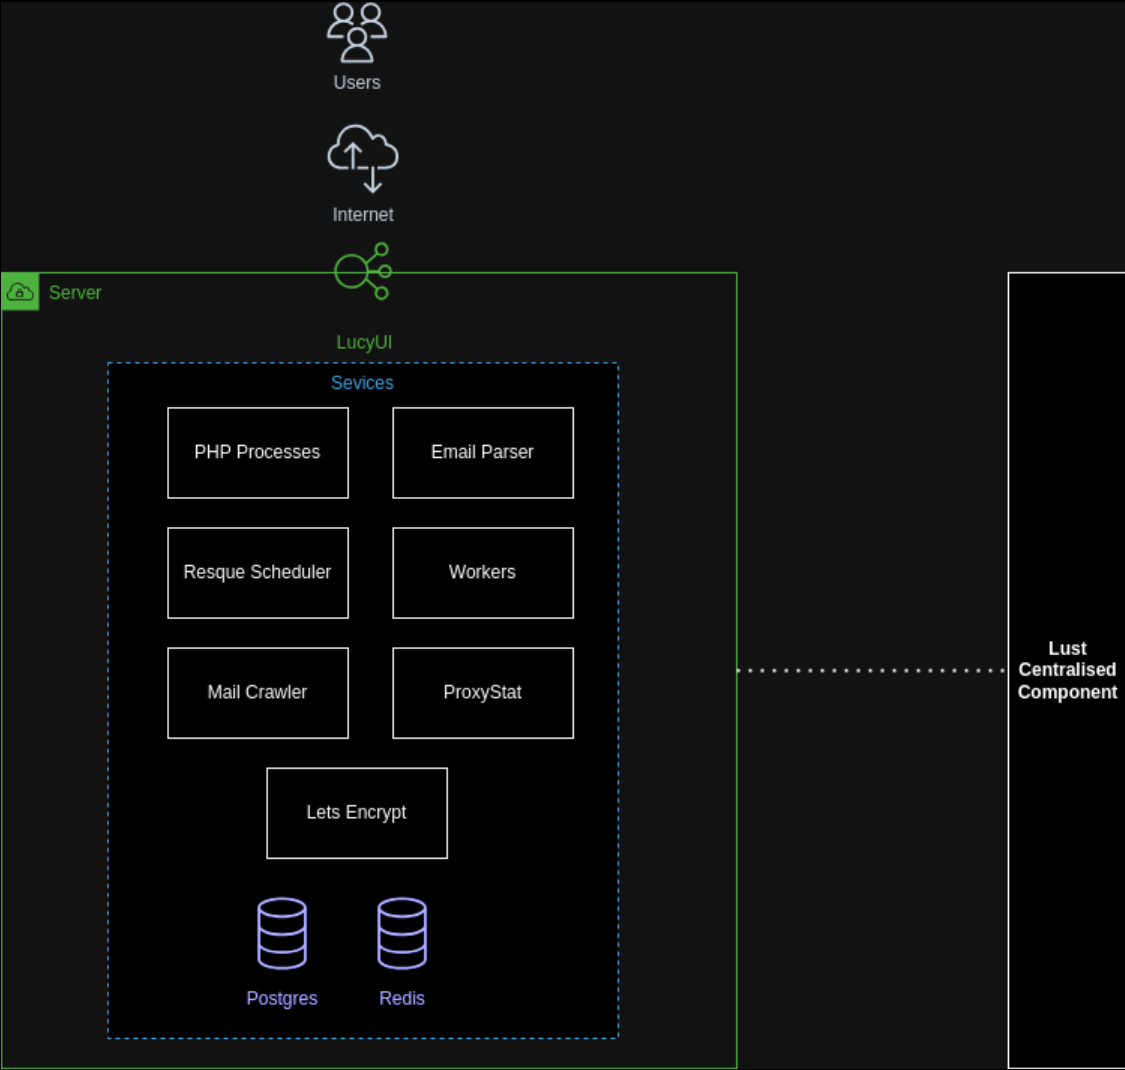 Users
Internet
Server
LucyUI
Sevices
PHP Processes
Email Parser
Resque Scheduler
Workers
Mail Crawler
ProxyStat
Lets Encrypt
Postgres
Redis
Lust
Centralised
Component